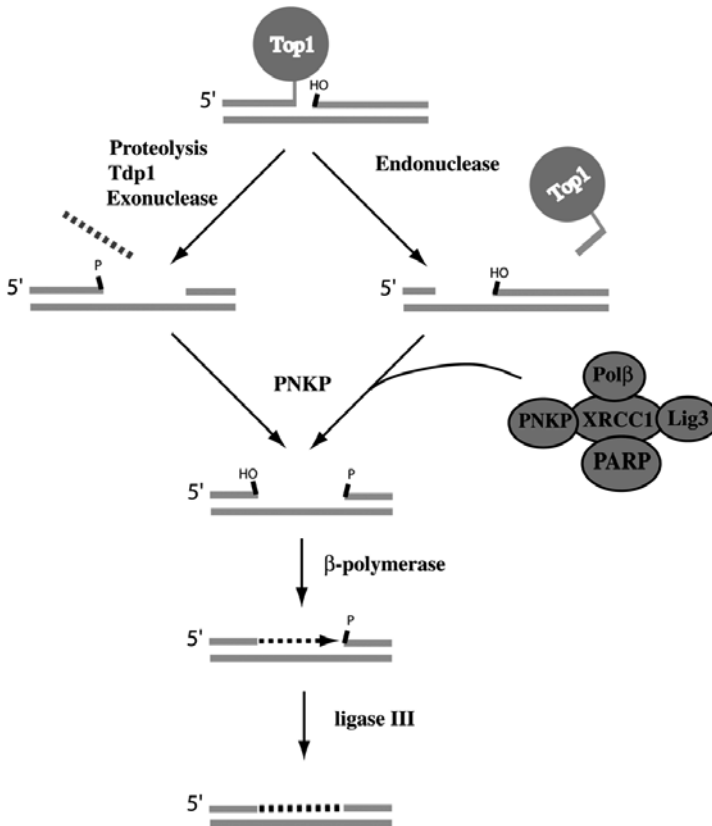 Top1
HO
5'
Proteolysis
Tdp1
Exonuclease
Endonuclease
Top1
P
5'
HO
5'
PNKP
Polβ
PNKP XRCC1 Lig3
PARP
HO
P
5'
β-polymerase
P
5'
ligase III
5'